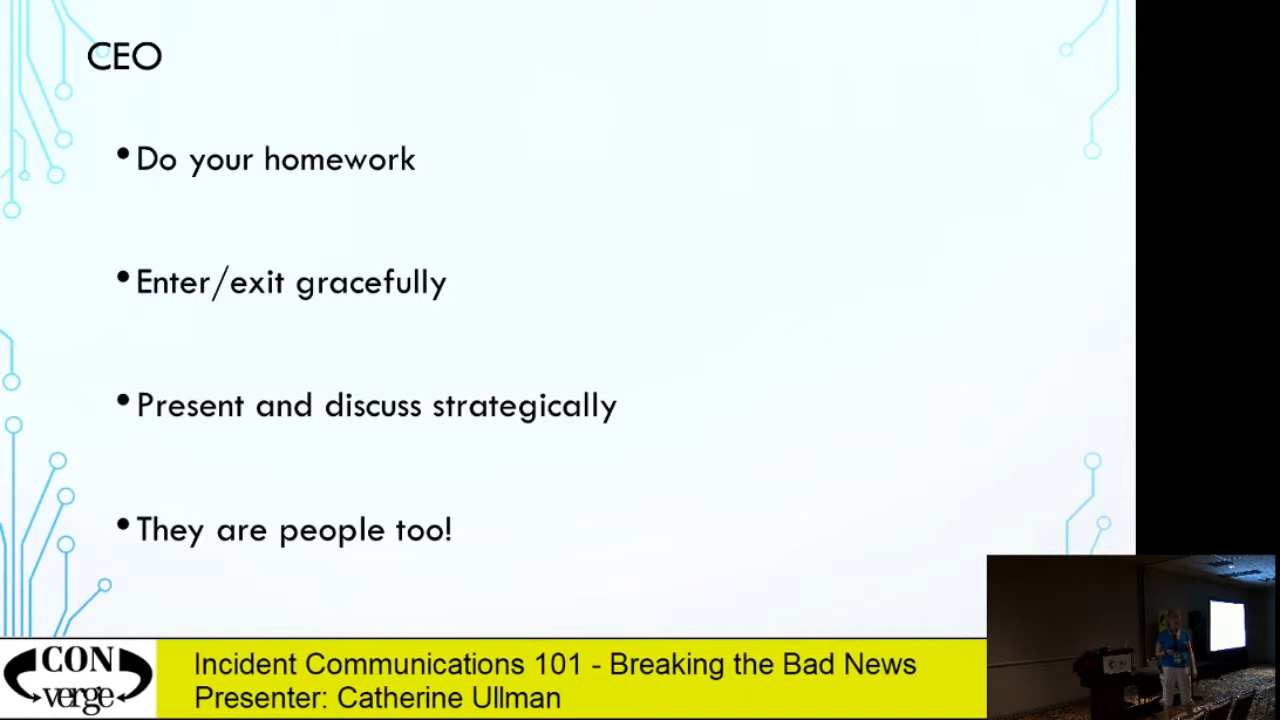 CEO
•Do your homework
•Enter/exit gracefully
•Present and discuss strategically
•They are people too!
CON
verge
Incident Communications 101 - Breaking the Bad News
Presenter: Catherine Ullman